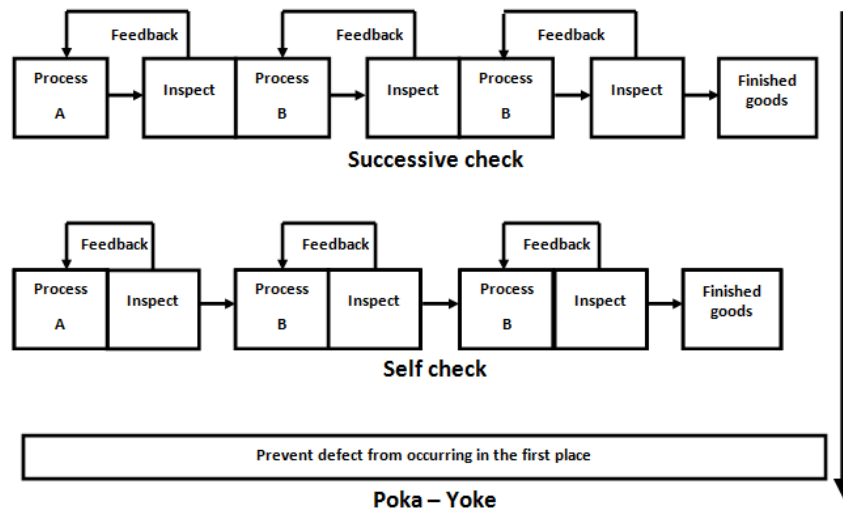 Feedback
Feedback
Feedback
Process
A
Inspect
Process
B
Inspect
Process
B
Inspect
Finished
goods
Successive check
Feedback
Feedback
Feedback
Process
A
Inspect
Process
B
Inspect
Process
B
Inspect
Finished
goods
Self check
Prevent defect from occurring in the first place
Poka – Yoke